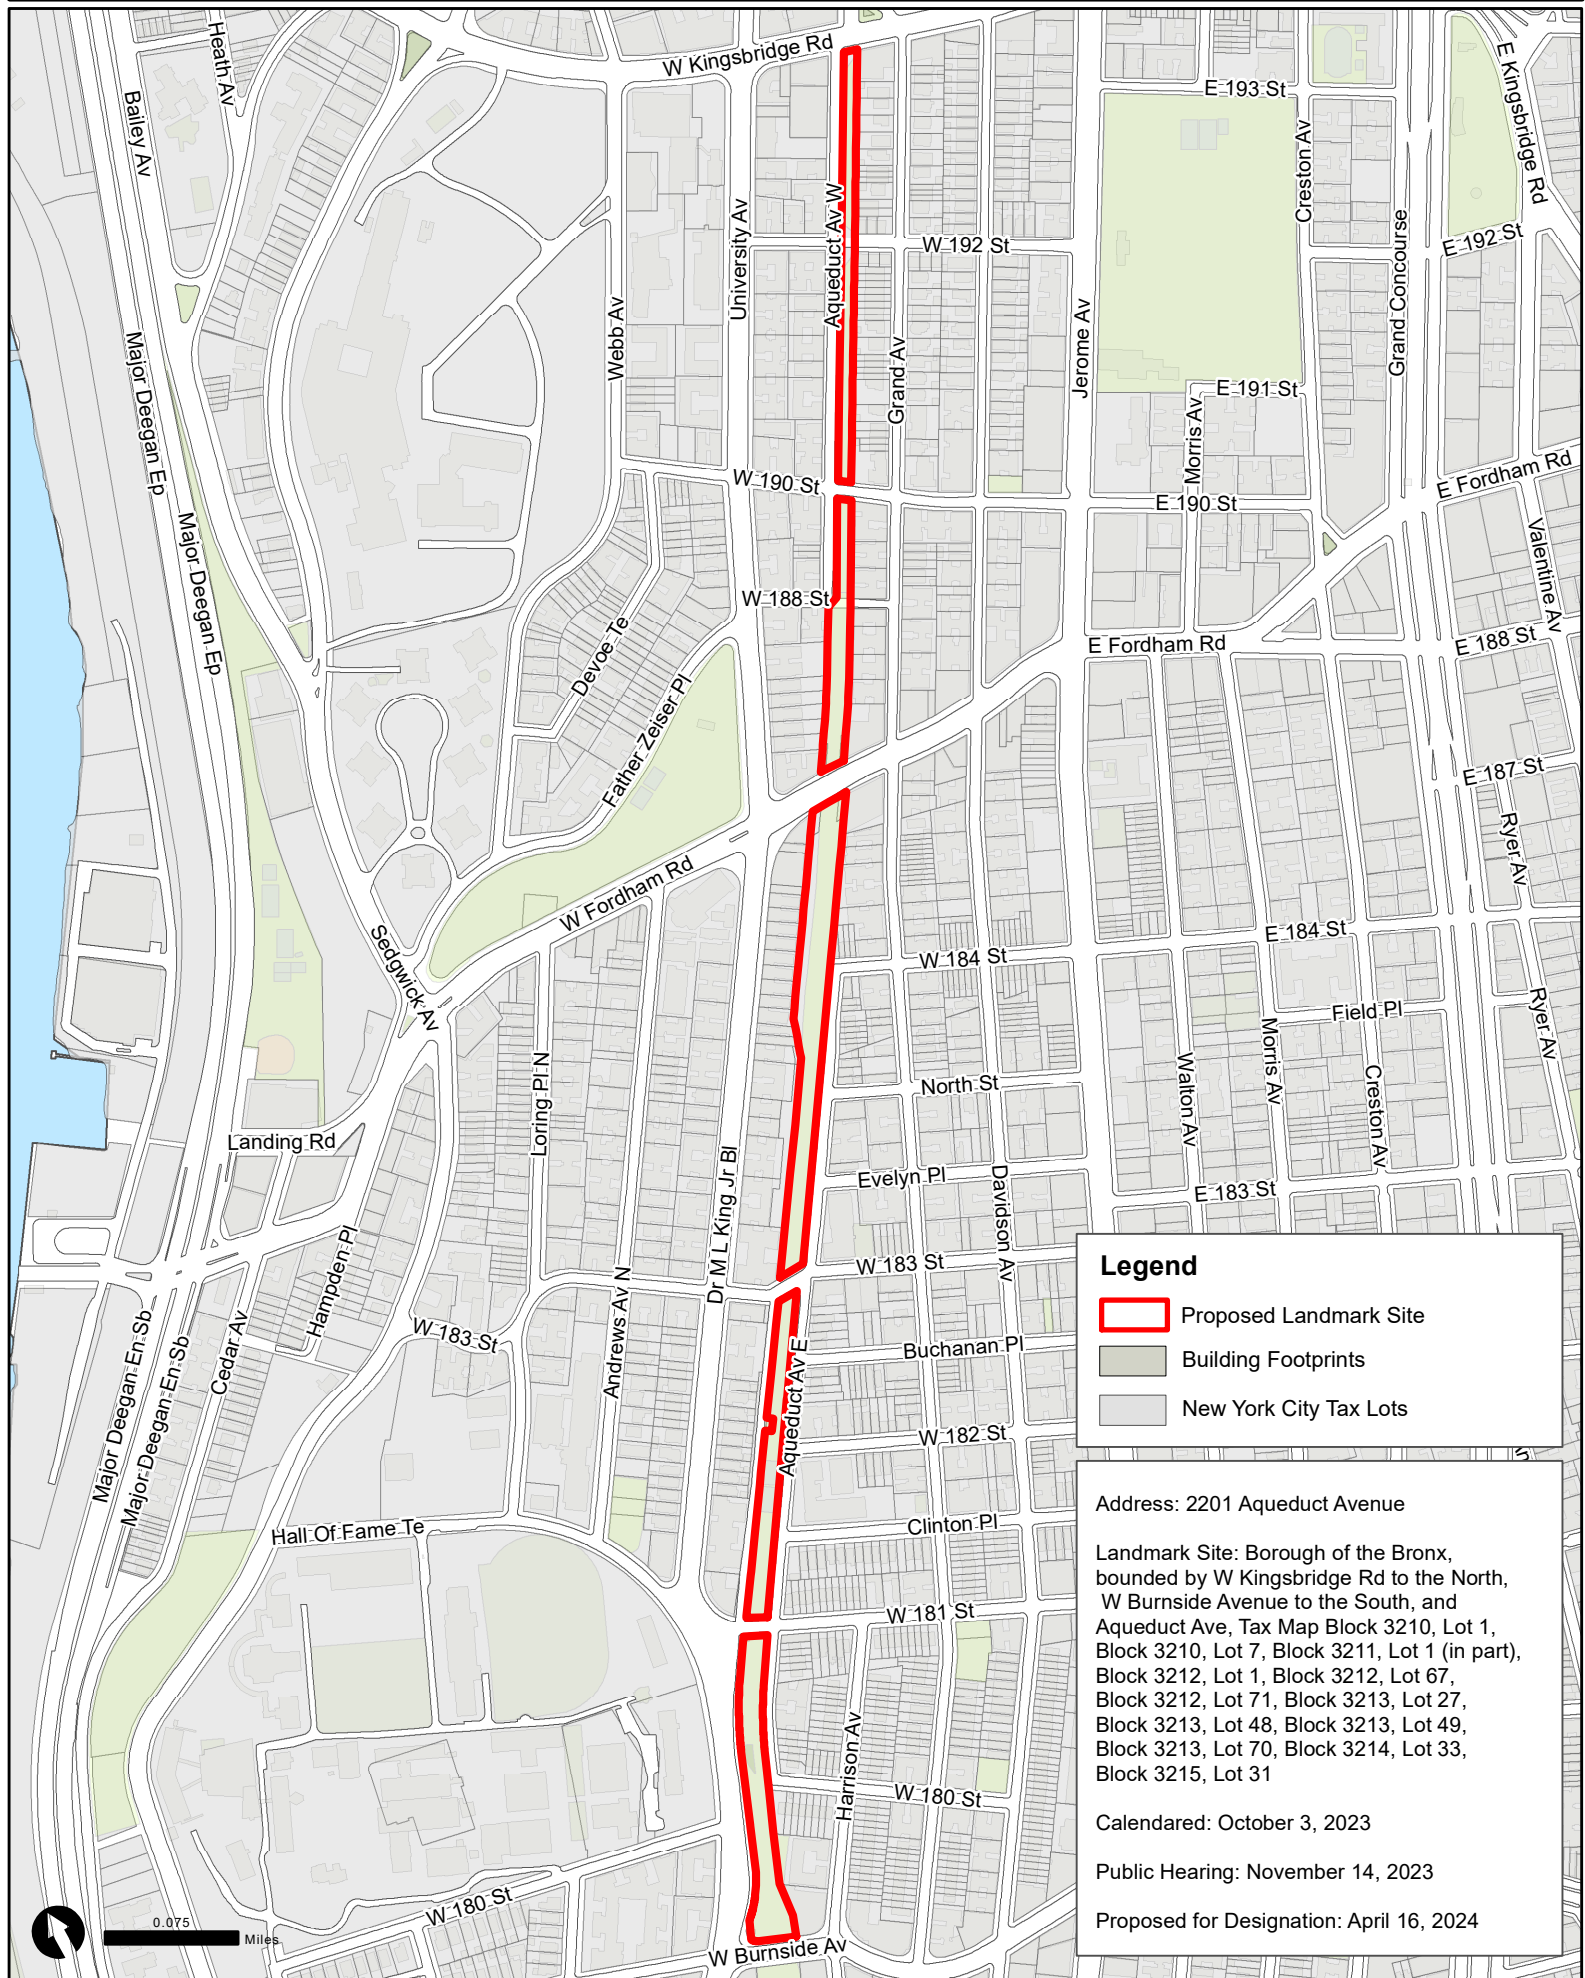 W Kingsbridge Rd
Heath Av
Bailey Av
E 193 St
E Kingsbridge Rd
Creston Av
Aqueduct Av W
University Av
W 192 St
E 192 St
Grand Concourse
Webb Av
Jerome Av
Grand Av
Major Deegan Ep
E 191 St
Morris Av
W 190 St
E 190 St
E Fordham Rd
Major Deegan Ep
Valentine Av
W 188 St
Devoe Te
E Fordham Rd
E 188 St
Father Zeiser Pl
E 187 St
Ryer Av
W Fordham Rd
Sedgwick Av
W 184 St
E 184 St
Field Pl
Ryer Av
Loring Pl N
North St
Walton Av
Morris Av
Creston Av
Landing Rd
Dr M L King Jr Bl
Evelyn Pl
Davidson Av
E 183 St
Hampden Pl
Andrews Av N
W 183 St
W 183 St
Cedar Av
Major Deegan En Sb
Major Deegan En Sb
Aqueduct Av E
Buchanan Pl
W 182 St
Hall Of Fame Te
Clinton Pl
W 181 St
Harrison Av
W 180 St
W 180 St
W Burnside Av
0.075
Miles
Legend
Proposed Landmark Site
Building Footprints
New York City Tax Lots
Address: 2201 Aqueduct Avenue
Landmark Site: Borough of the Bronx,
bounded by W Kingsbridge Rd to the North,
W Burnside Avenue to the South, and
Aqueduct Ave, Tax Map Block 3210, Lot 1,
Block 3210, Lot 7, Block 3211, Lot 1 (in part),
Block 3212, Lot 1, Block 3212, Lot 67,
Block 3212, Lot 71, Block 3213, Lot 27,
Block 3213, Lot 48, Block 3213, Lot 49,
Block 3213, Lot 70, Block 3214, Lot 33,
Block 3215, Lot 31
Calendared: October 3, 2023
Public Hearing: November 14, 2023
Proposed for Designation: April 16, 2024